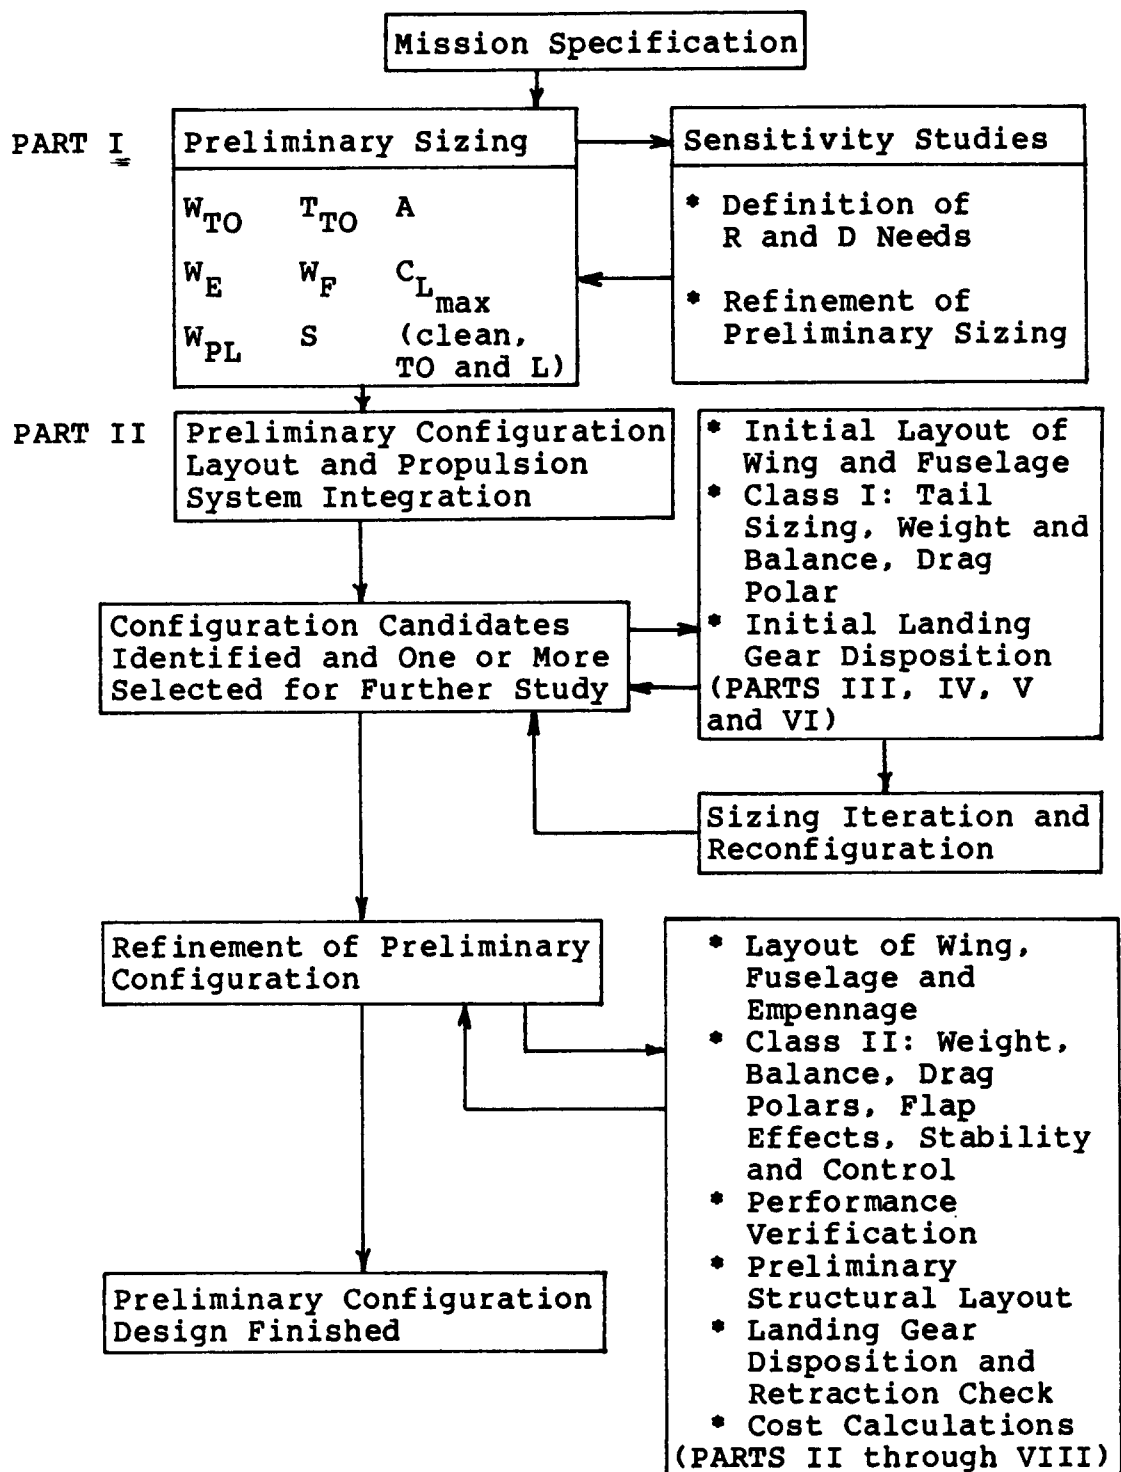 Mission Specification
PART I
Preliminary Sizing
W_TO T_TO A
W_E W_F C_L_max
W_PL S (clean,
TO and L)
Sensitivity Studies
* Definition of
R and D Needs
* Refinement of
Preliminary Sizing
PART II
Preliminary Configuration
Layout and Propulsion
System Integration
* Initial Layout of
Wing and Fuselage
* Class I: Tail
Sizing, Weight and
Balance, Drag
Polar
* Initial Landing
Gear Disposition
(PARTS III, IV, V
and VI)
Configuration Candidates
Identified and One or More
Selected for Further Study
Sizing Iteration and
Reconfiguration
Refinement of Preliminary
Configuration
* Layout of Wing,
Fuselage and
Empennage
* Class II: Weight,
Balance, Drag
Polars, Flap
Effects, Stability
and Control
* Performance
Verification
* Preliminary
Structural Layout
* Landing Gear
Disposition and
Retraction Check
* Cost Calculations
(PARTS II through VIII)
Preliminary Configuration
Design Finished